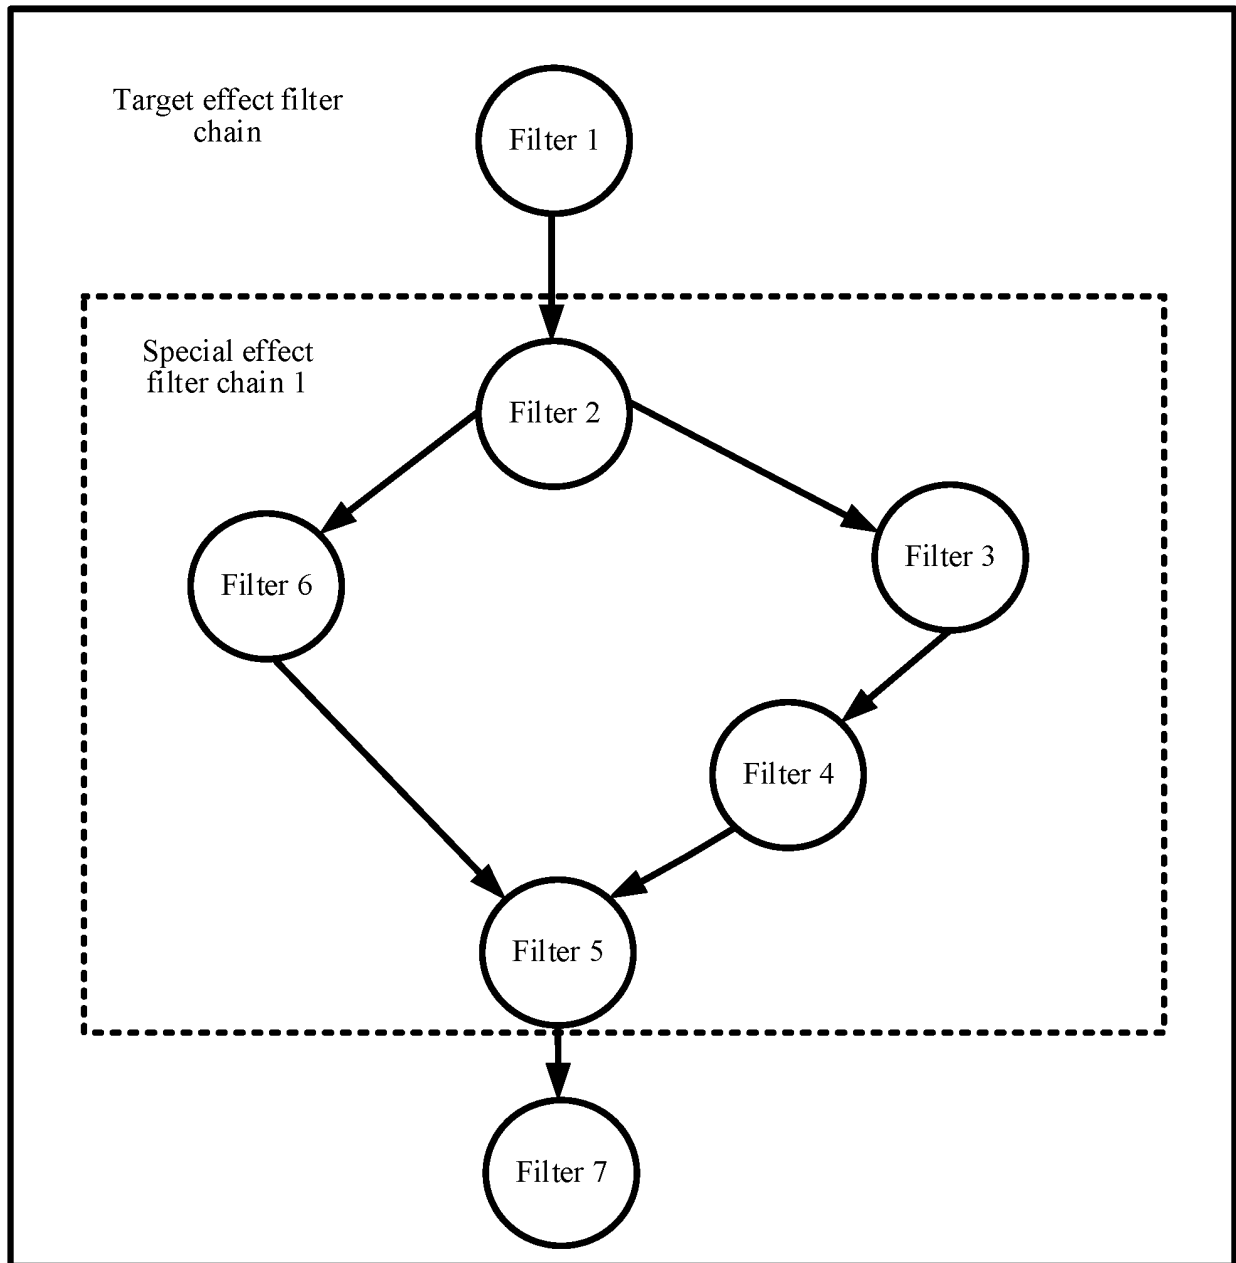 Target effect filter
chain
Filter 1
Special effect
filter chain 1
Filter 2
Filter 3
Filter 6
Filter 4
Filter 5
Filter 7